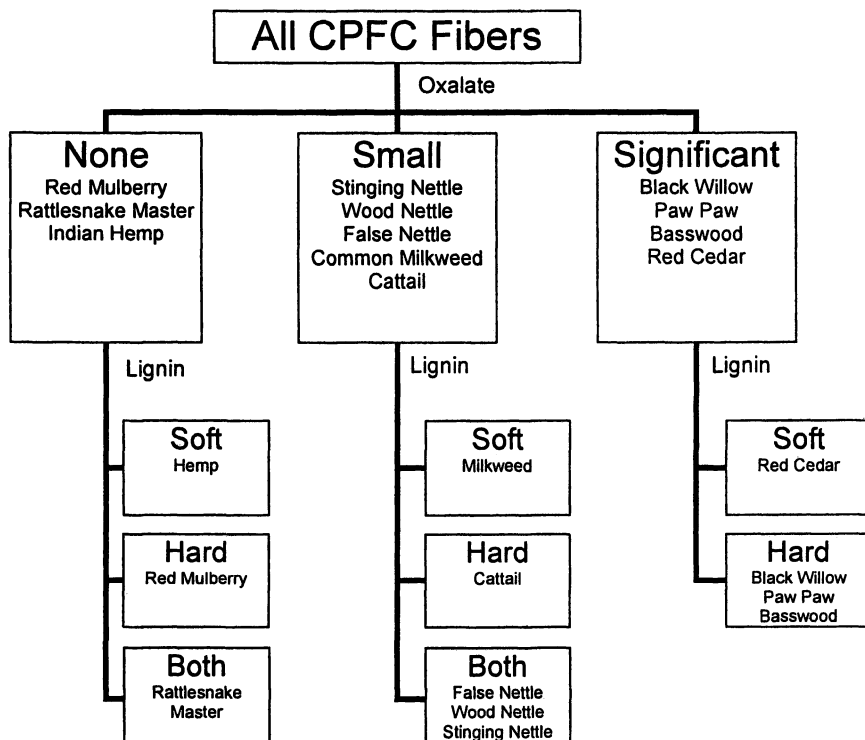 All CPFC Fibers
Oxalate
None
Red Mulberry
Rattlesnake Master
Indian Hemp
Small
Stinging Nettle
Wood Nettle
False Nettle
Common Milkweed
Cattail
Significant
Black Willow
Paw Paw
Basswood
Red Cedar
Lignin
Soft
Hemp
Hard
Red Mulberry
Both
Rattlesnake
Master
Lignin
Soft
Milkweed
Hard
Cattail
Both
False Nettle
Wood Nettle
Stinging Nettle
Lignin
Soft
Red Cedar
Hard
Black Willow
Paw Paw
Basswood